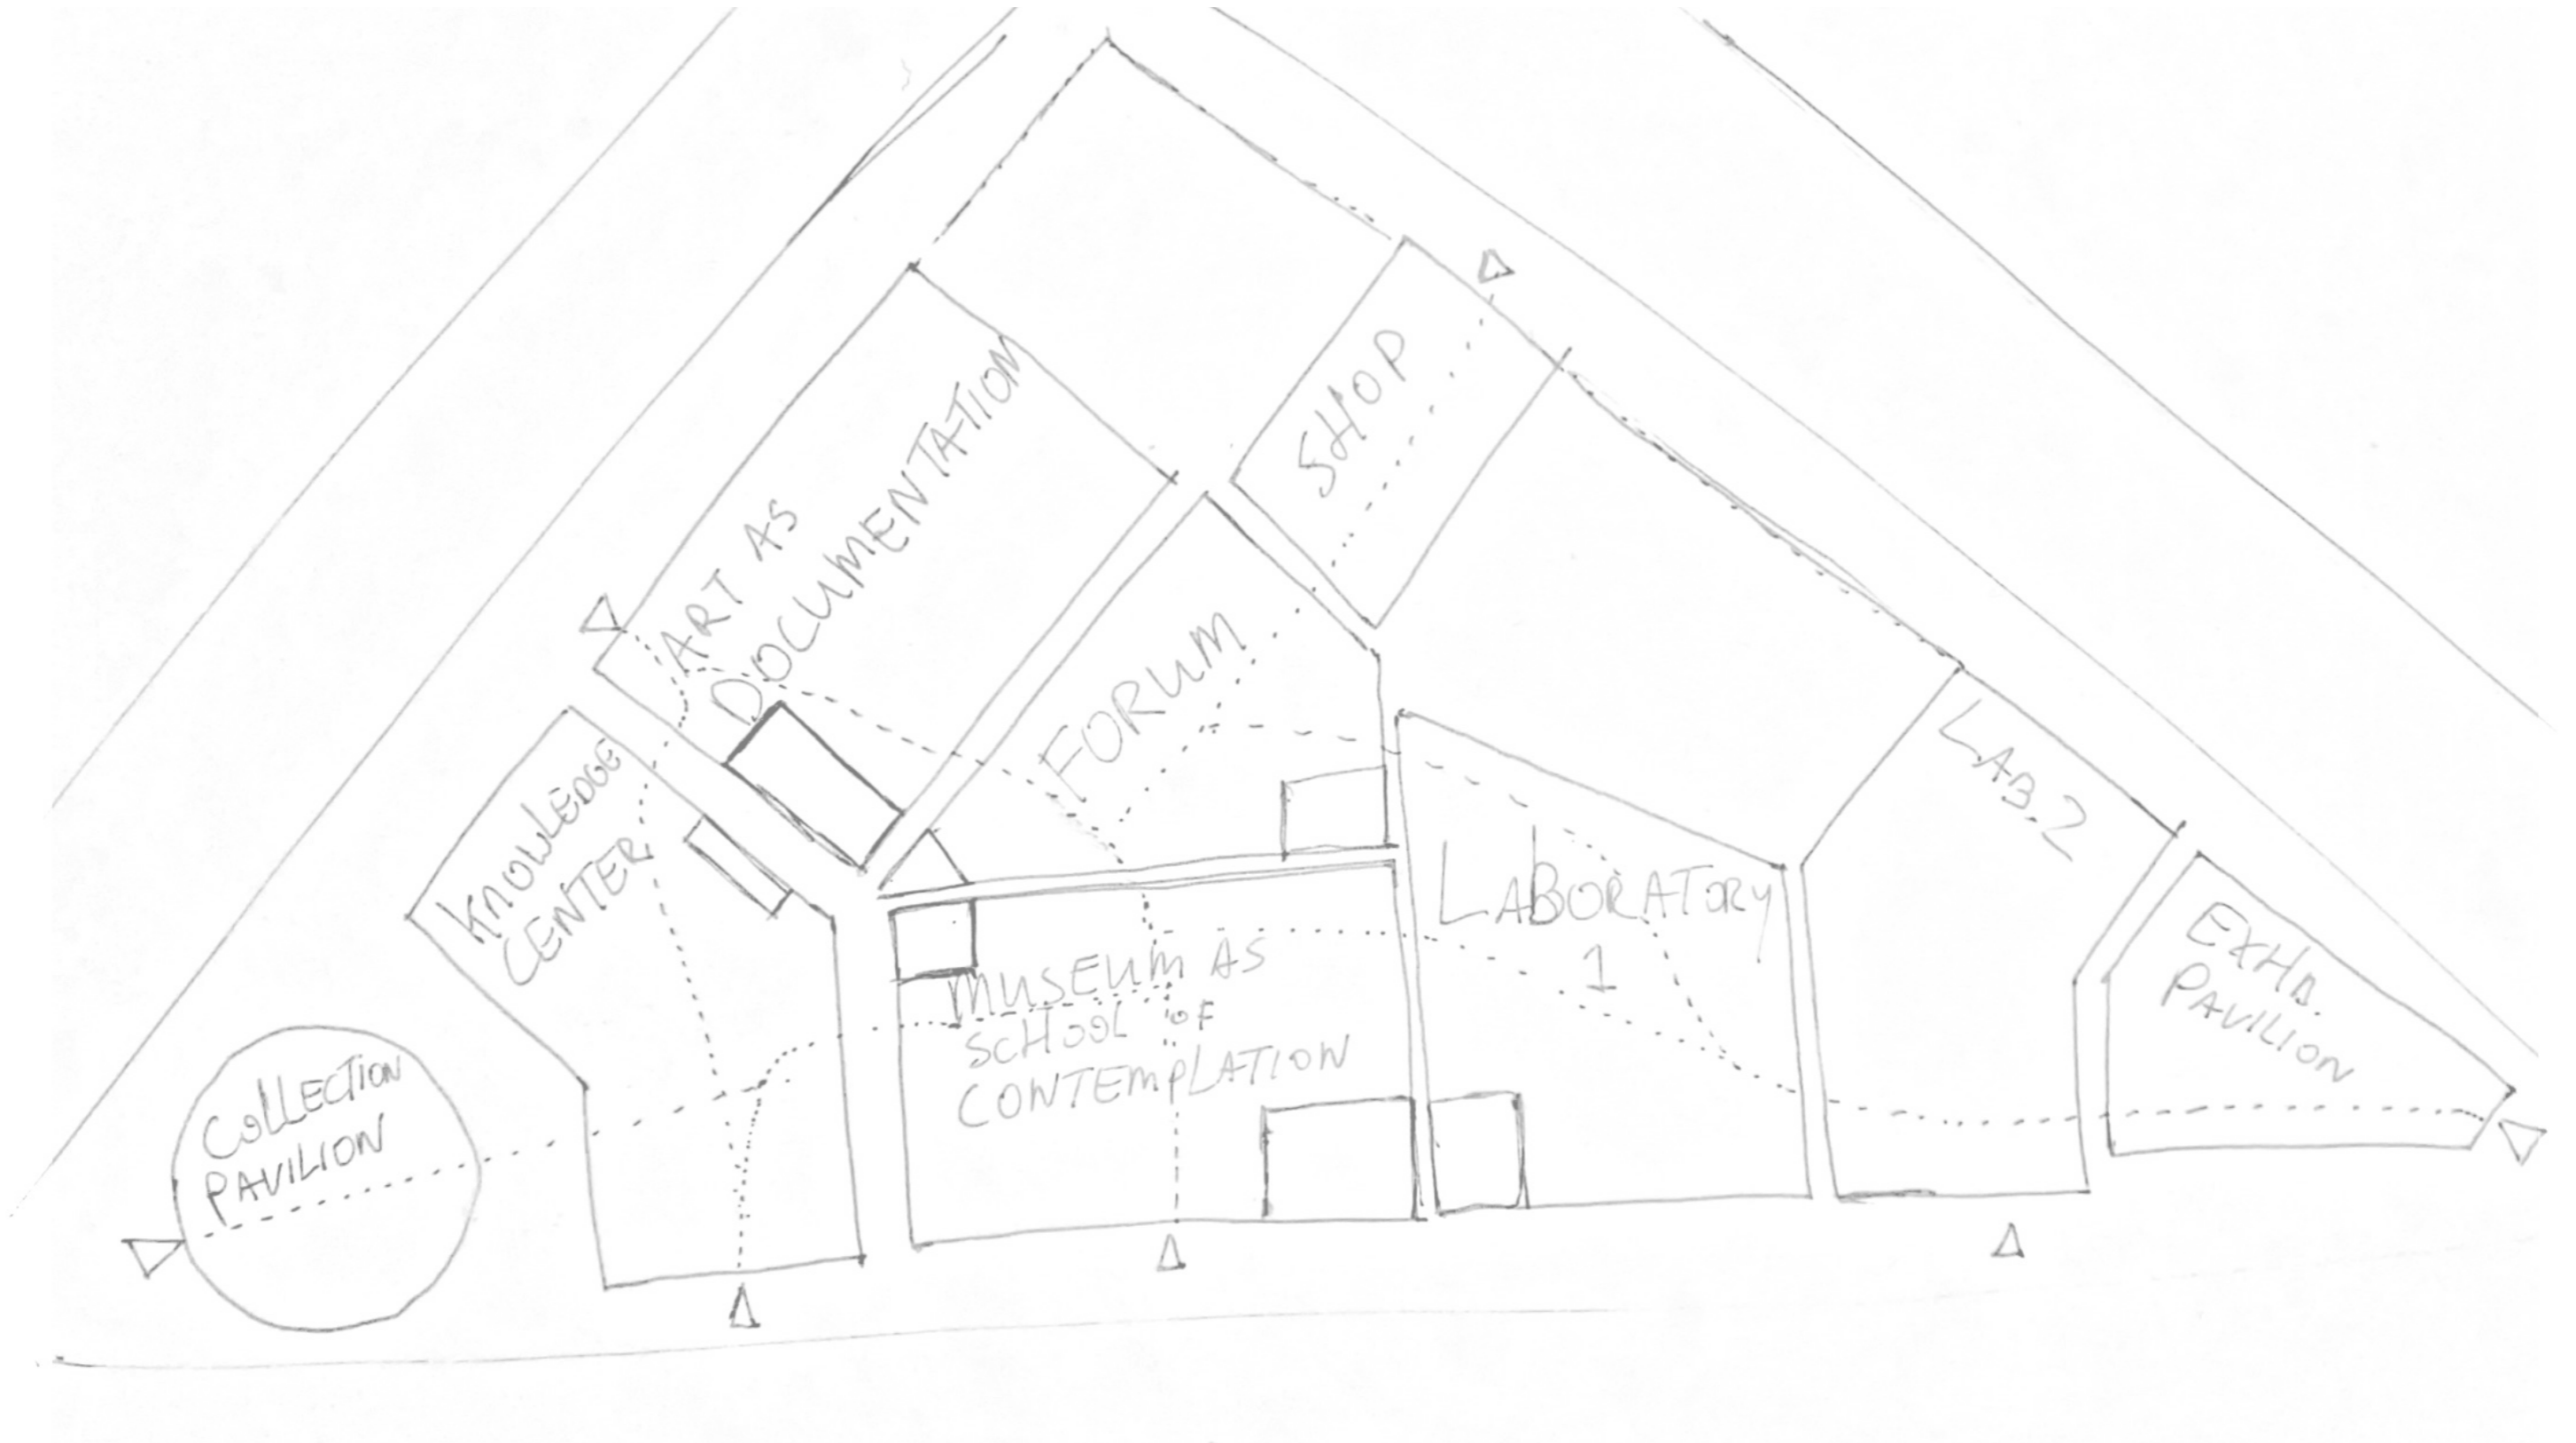 SHOP
ART AS
DOCUMENTATION
FORUM
KNOWLEDGE
CENTER
LAB.2
LABORATORY
1
EXHB.
PAVILION
MUSEUM AS
SCHOOL OF
CONTEMPLATION
COLLECTION
PAVILION